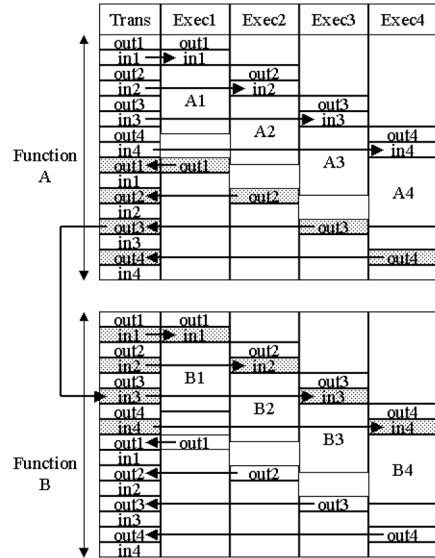 Trans Exec1 Exec2 Exec3 Exec4
out1 out1
in1 in1
out2 out2
in2 in2
A1
out3 out3
in3 in3
A2
out4 out4
Function
A
in4 in4
out1 out1
A3
in1
out2 out2
A4
in2
out3 out3
in3
out4 out4
in4
out1 out1
in1 in1
out2 out2
in2 in2
B1
out3 out3
in3 in3
B2
out4 out4
in4 in4
out1 out1
B3
Function
B
in1
out2 out2
B4
in2
out3 out3
in3
out4 out4
in4